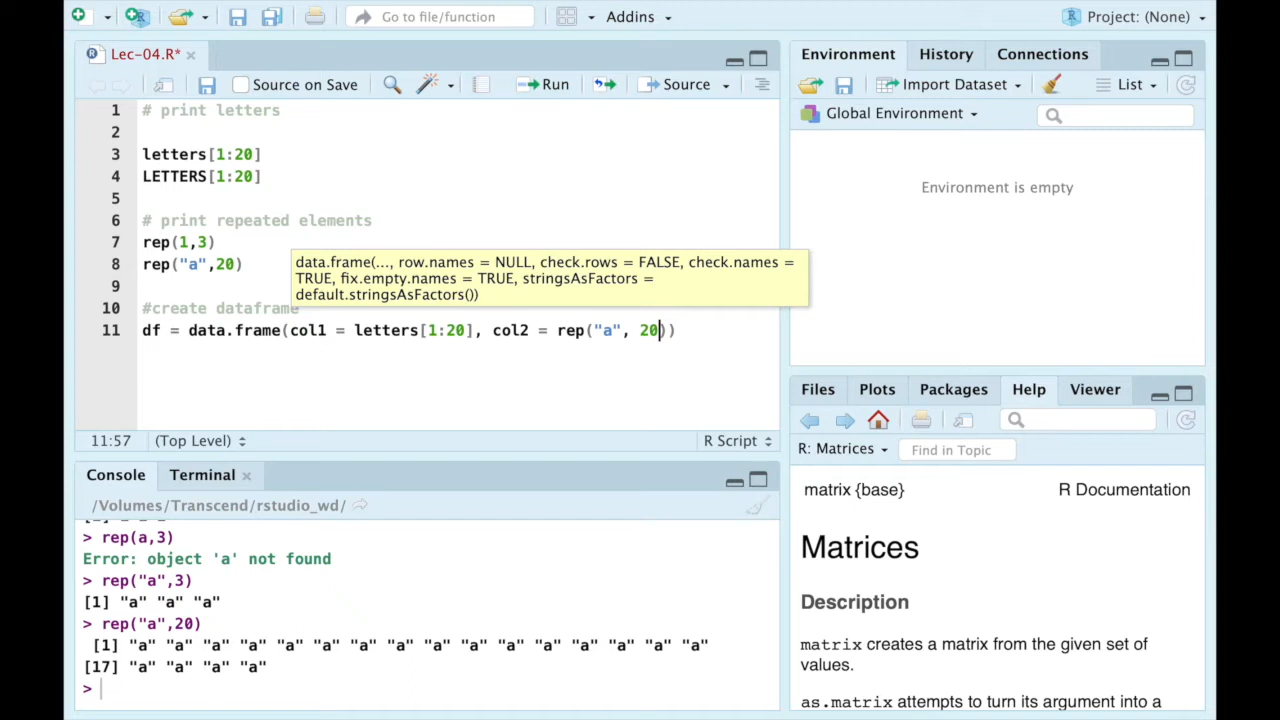 Go to file/function
Addins
Project: (None)
Lec-04.R*
Source on Save
Run
Source
1 # print letters
2
3 letters[1:20]
4 LETTERS[1:20]
5
6 # print repeated elements
7 rep(1,3)
8 rep("a",20)
9
10 #create dataframe
11 df = data.frame(col1 = letters[1:20], col2 = rep("a", 20))
data.frame(..., row.names = NULL, check.rows = FALSE, check.names =
TRUE, fix.empty.names = TRUE, stringsAsFactors =
default.stringsAsFactors())
11:57 (Top Level) R Script
Console Terminal
/Volumes/Transcend/rstudio_wd/
> rep(a,3)
Error: object 'a' not found
> rep("a",3)
[1] "a" "a" "a"
> rep("a",20)
[1] "a" "a" "a" "a" "a" "a" "a" "a" "a" "a" "a" "a" "a" "a" "a" "a"
[17] "a" "a" "a" "a"
>
Environment History Connections
Import Dataset List
Global Environment
Environment is empty
Files Plots Packages Help Viewer
R: Matrices Find in Topic
matrix {base} R Documentation
Matrices
Description
matrix creates a matrix from the given set of
values.
as.matrix attempts to turn its argument into a